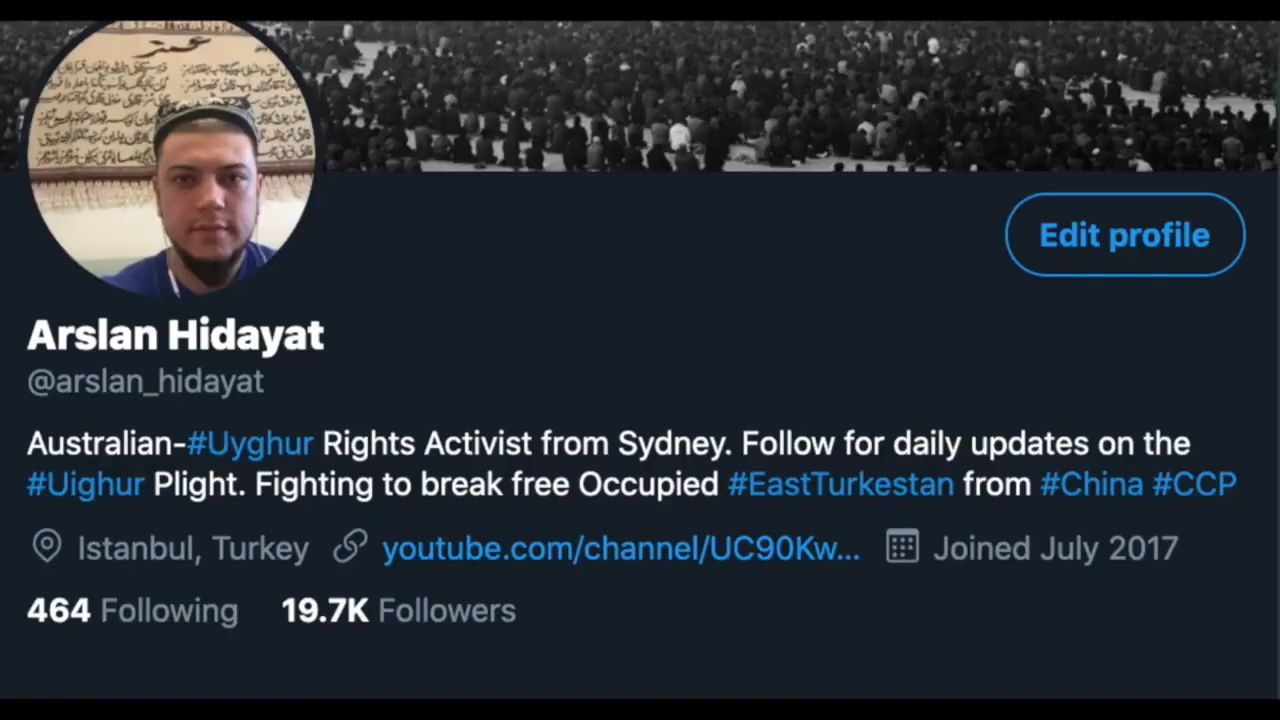 Edit profile
Arslan Hidayat
@arslan_hidayat
Australian-#Uyghur Rights Activist from Sydney. Follow for daily updates on the
#Uighur Plight. Fighting to break free Occupied #EastTurkestan from #China #CCP
Istanbul, Turkey youtube.com/channel/UC90Kw... Joined July 2017
464 Following 19.7K Followers